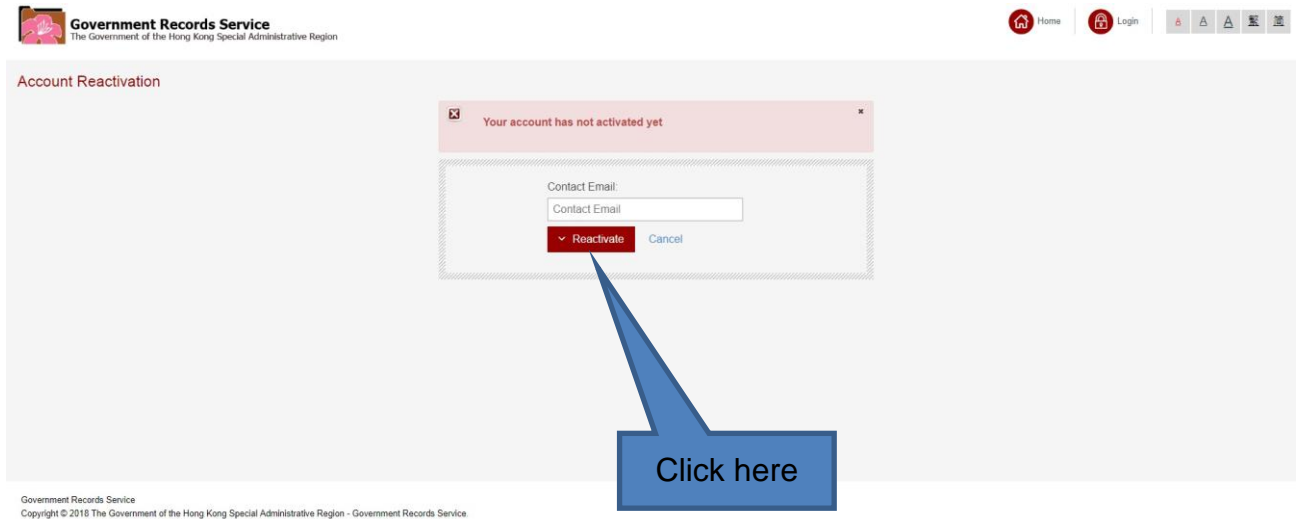 Government Records Service
The Government of the Hong Kong Special Administrative Region
Home
Login
A A A 繁 简
Account Reactivation
Your account has not activated yet
Contact Email:
Contact Email
Reactivate Cancel
Click here
Government Records Service
Copyright © 2018 The Government of the Hong Kong Special Administrative Region - Government Records Service.